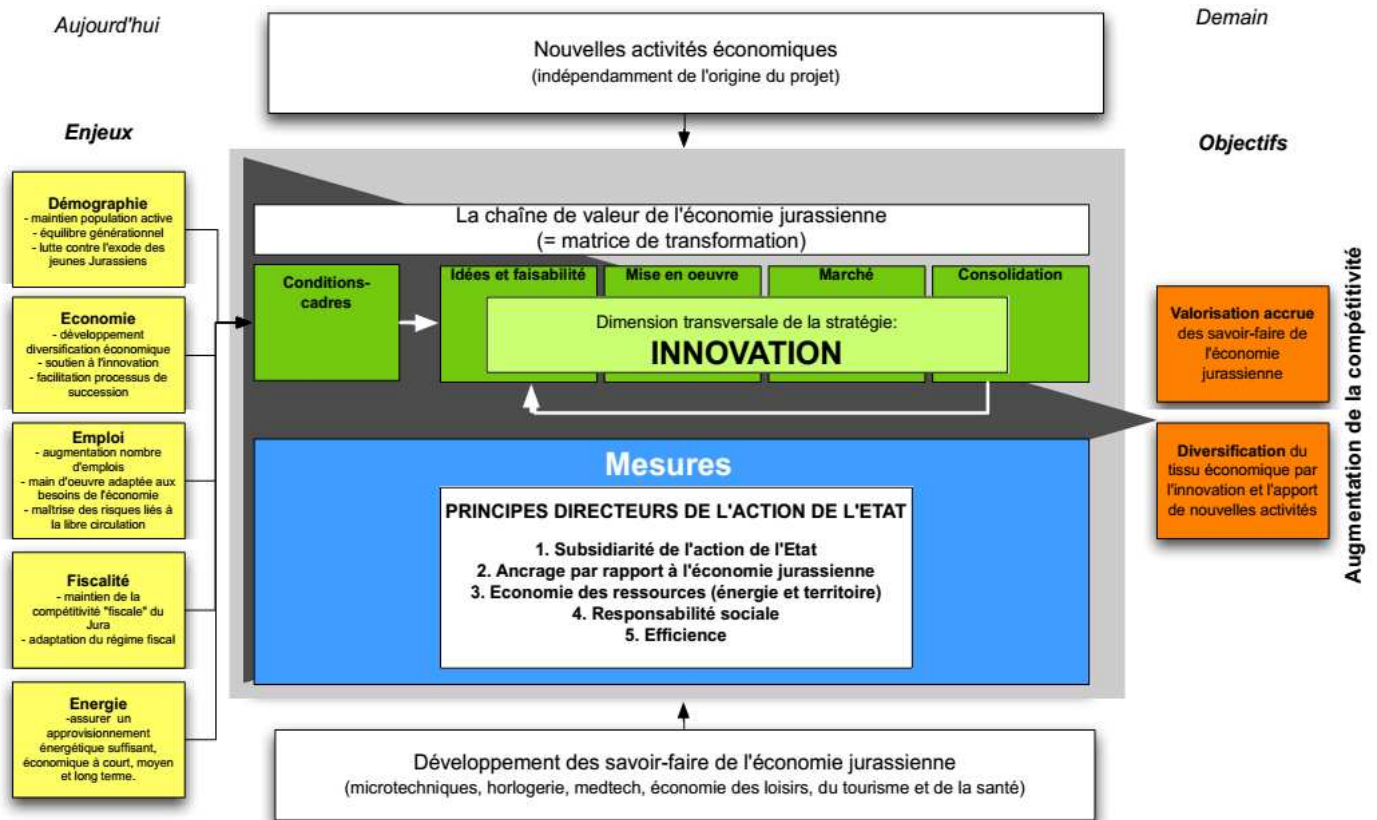 Aujourd'hui
Demain
Nouvelles activités économiques
(indépendamment de l'origine du projet)
Enjeux
Objectifs
Démographie
- maintien population active
- équilibre générationnel
- lutte contre l'exode des
jeunes Jurassiens
Economie
- développement
diversification économique
- soutien à l'innovation
- facilitation processus de
succession
Emploi
- augmentation nombre
d'emplois
- main d'oeuvre adaptée aux
besoins de l'économie
- maîtrise des risques liés à
la libre circulation
Fiscalité
- maintien de la
compétitivité "fiscale" du
Jura
- adaptation du régime fiscal
Energie
-assurer un
approvisionnement
énergétique suffisant,
économique à court, moyen
et long terme.
La chaîne de valeur de l'économie jurassienne
(= matrice de transformation)
Conditions-
cadres
Idées et faisabilité
Mise en oeuvre
Marché
Consolidation
Dimension transversale de la stratégie:
INNOVATION
Mesures
PRINCIPES DIRECTEURS DE L'ACTION DE L'ETAT
1. Subsidiarité de l'action de l'Etat
2. Ancrage par rapport à l'économie jurassienne
3. Economie des ressources (énergie et territoire)
4. Responsabilité sociale
5. Efficience
Valorisation accrue
des savoir-faire de
l'économie
jurassienne
Diversification du
tissu économique par
l'innovation et l'apport
de nouvelles activités
Augmentation de la compétitivité
Développement des savoir-faire de l'économie jurassienne
(microtechniques, horlogerie, medtech, économie des loisirs, du tourisme et de la santé)